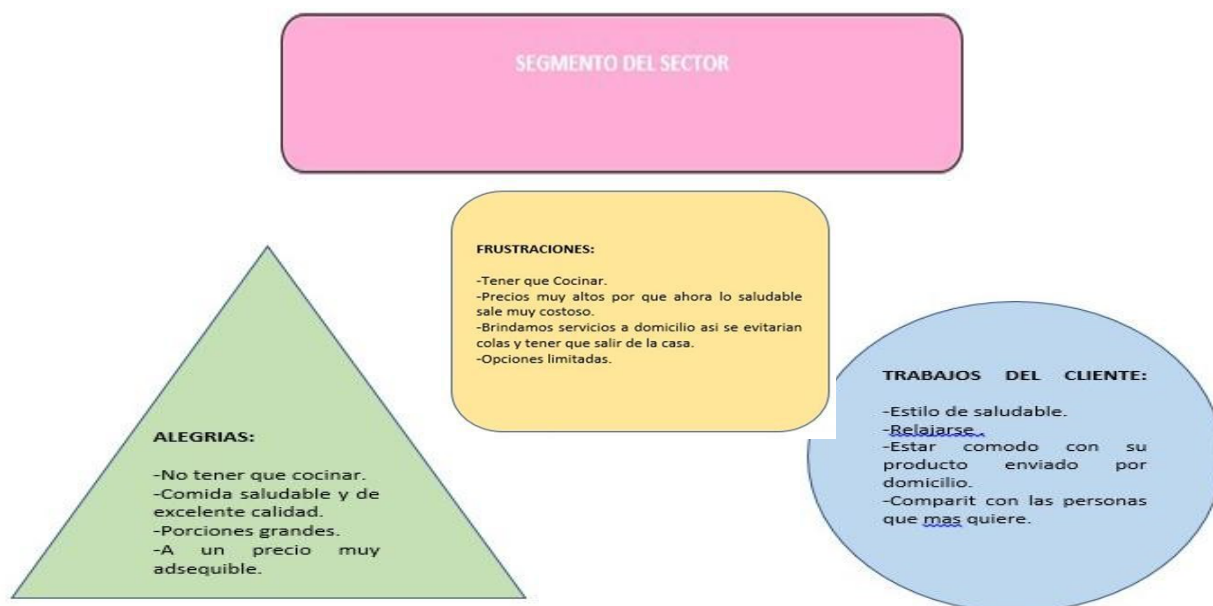 SEGMENTO DEL SECTOR
FRUSTRACIONES:
-Tener que Cocinar.
-Precios muy altos por que ahora lo saludable
sale muy costoso.
-Brindamos servicios a domicilio asi se evitarian
colas y tener que salir de la casa.
-Opciones limitadas.
ALEGRIAS:
-No tener que cocinar.
-Comida saludable y de
excelente calidad.
-Porciones grandes.
-A un precio muy
adsequible.
TRABAJOS DEL CLIENTE:
-Estilo de saludable.
-Relajarse .
-Estar comodo con su
producto enviado por
domicilio.
-Comparit con las personas
que mas quiere.